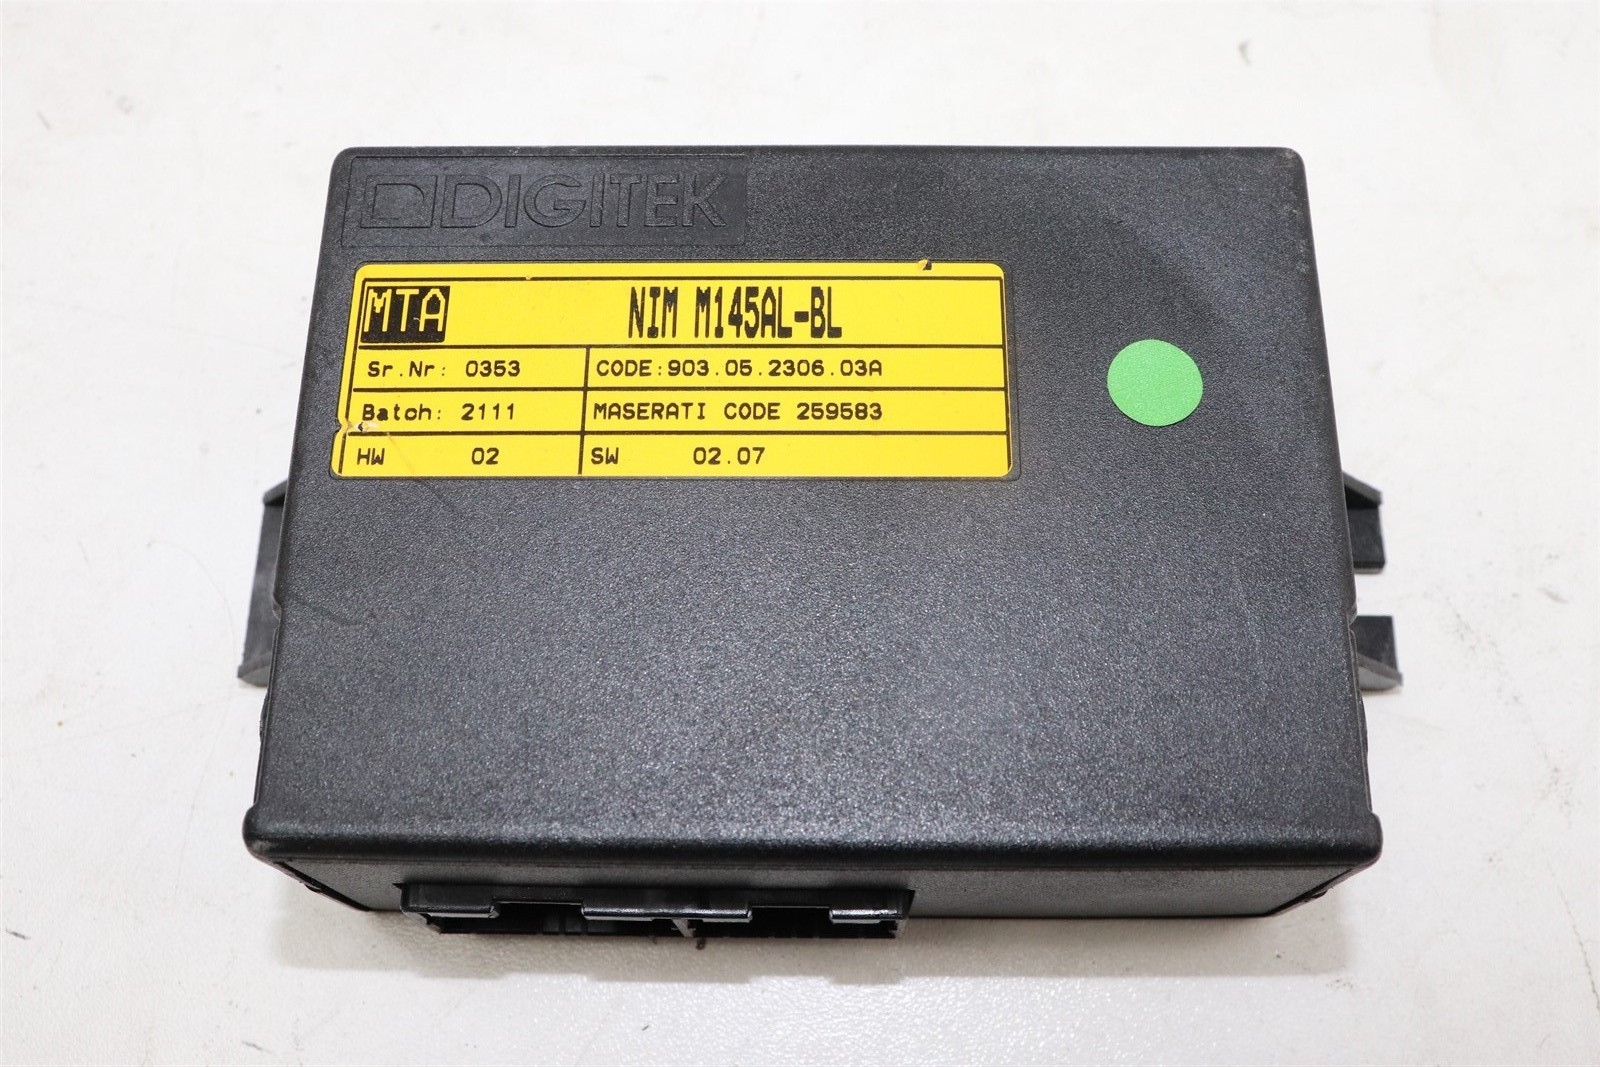 DIGITEK
MTA NIM M145AL-BL
Sr.Nr: 0353 CODE:903.05.2306.03A
Batch: 2111 MASERATI CODE 259583
HW 02 SW 02.07